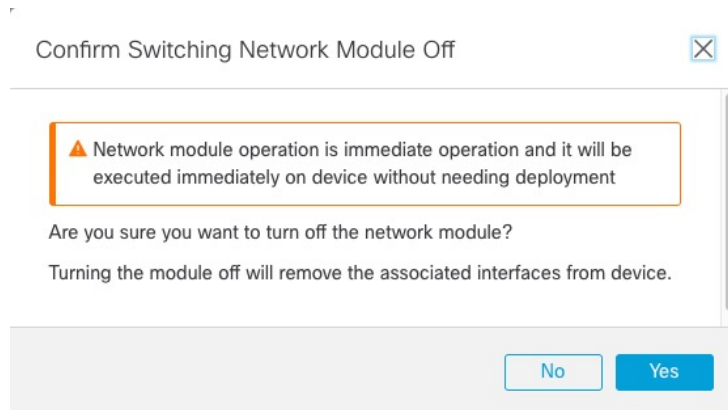 Confirm Switching Network Module Off
Network module operation is immediate operation and it will be
executed immediately on device without needing deployment
Are you sure you want to turn off the network module?
Turning the module off will remove the associated interfaces from device.
No
Yes